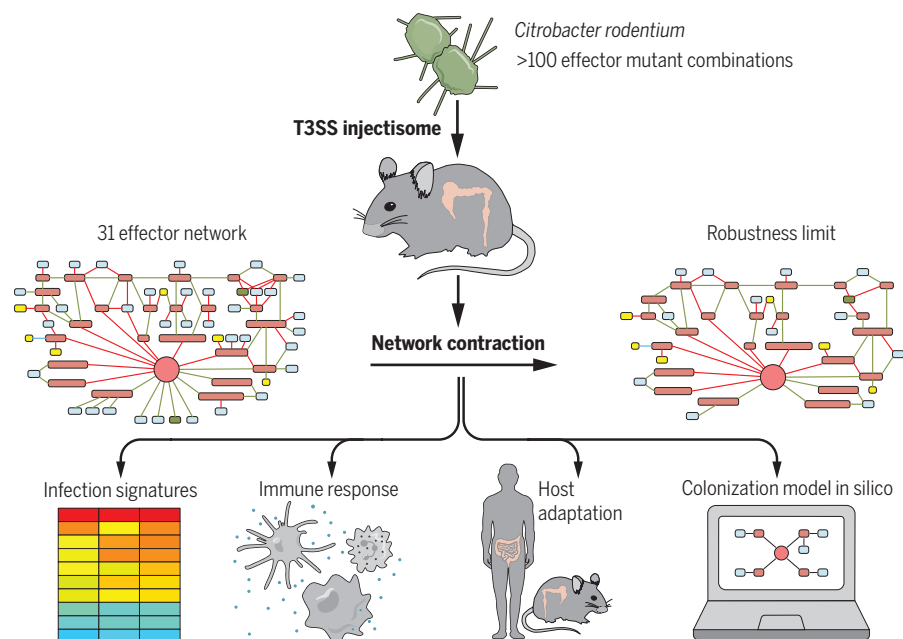 Citrobacter rodentium
>100 effector mutant combinations
T3SS injectisome
31 effector network
Robustness limit
Network contraction
Infection signatures
Immune response
Host
adaptation
Colonization model in silico